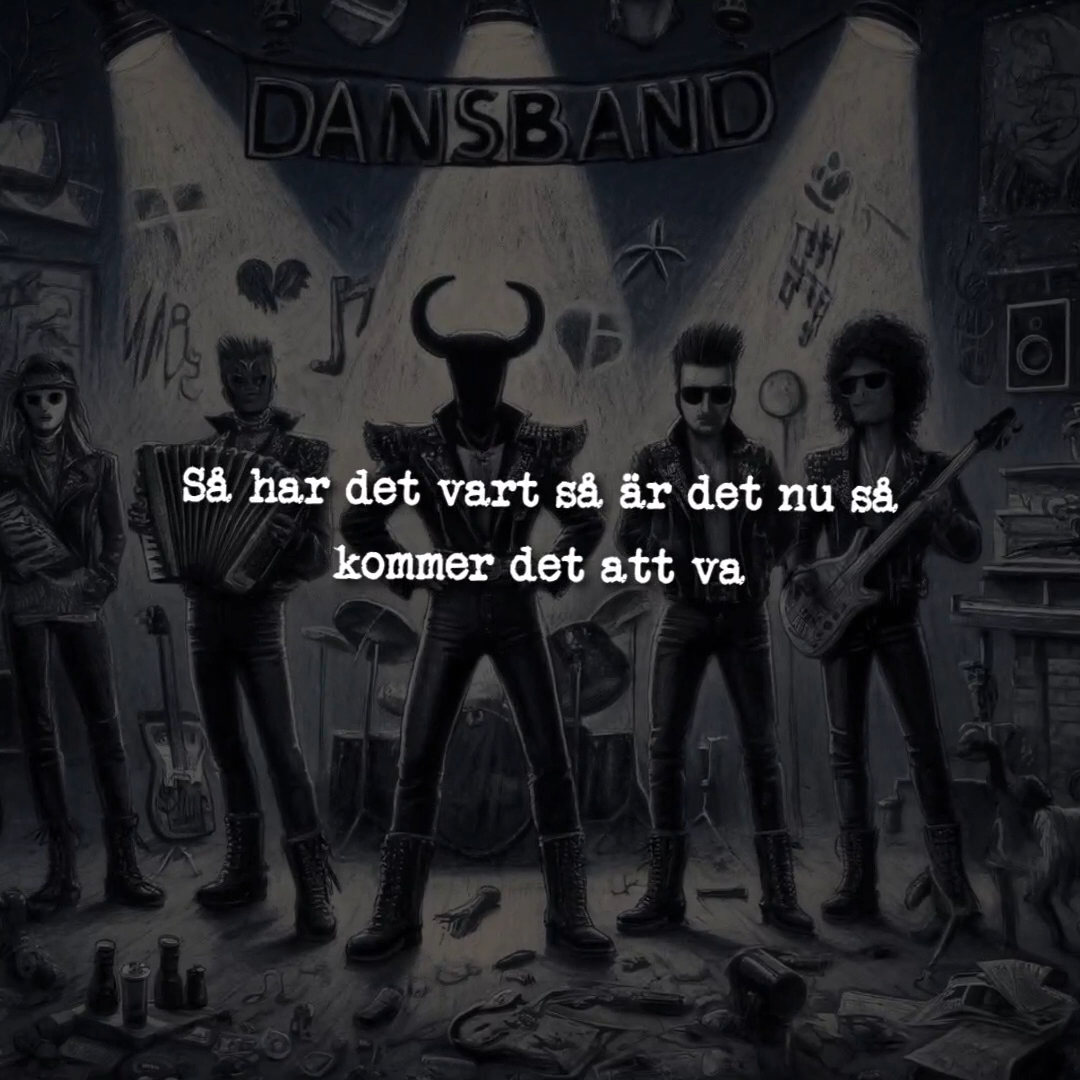 DANSBAND
Så har det vart så är det nu så
kommer det att va